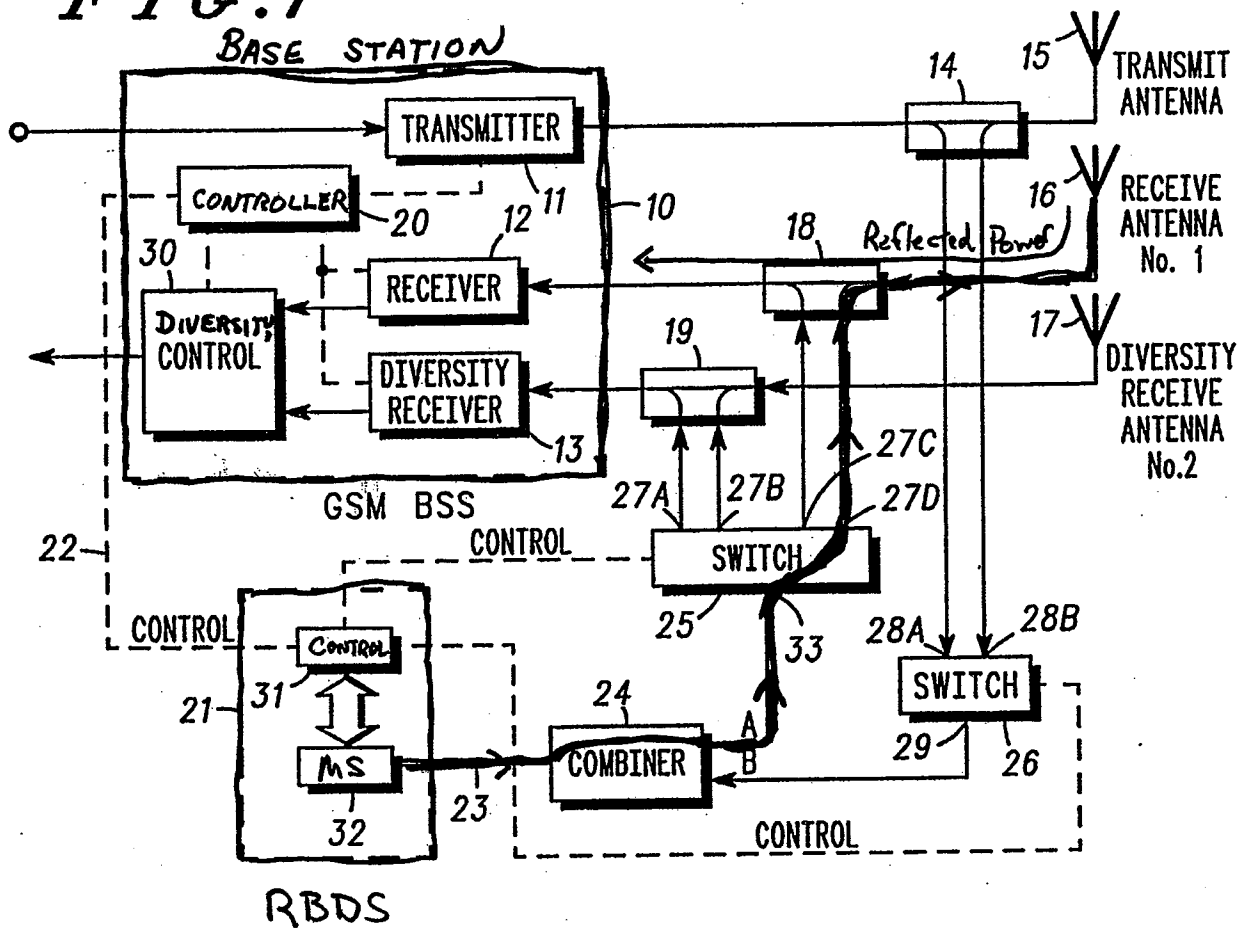 FIG.1
BASE STATION
14
15
TRANSMIT
ANTENNA
TRANSMITTER
11
CONTROLLER
20
12
10
16
RECEIVE
ANTENNA
No. 1
18
Reflected Power
30
RECEIVER
DIVERSITY
CONTROL
19
17
DIVERSITY
RECEIVE
ANTENNA
No.2
DIVERSITY
RECEIVER
13
27C
27A
27B
27D
GSM BSS
22
CONTROL
SWITCH
25
33
28A
28B
CONTROL
CONTROL
31
21
24
SWITCH
29
26
A
B
COMBINER
MS
23
32
CONTROL
RBDS